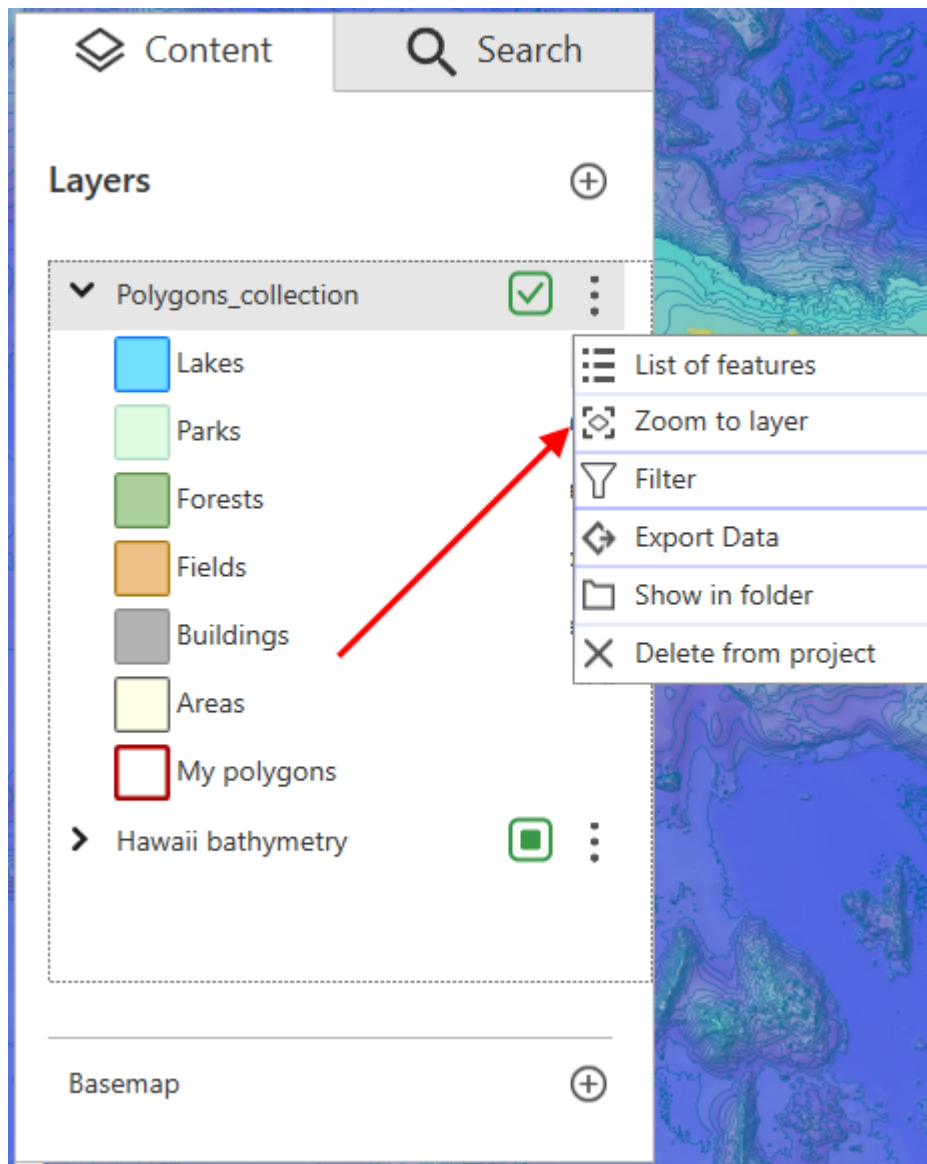 Content
Search
Layers
Polygons_collection
Lakes
List of features
Parks
Zoom to layer
Forests
Filter
Fields
Export Data
Buildings
Show in folder
Areas
Delete from project
My polygons
Hawaii bathymetry
Basemap